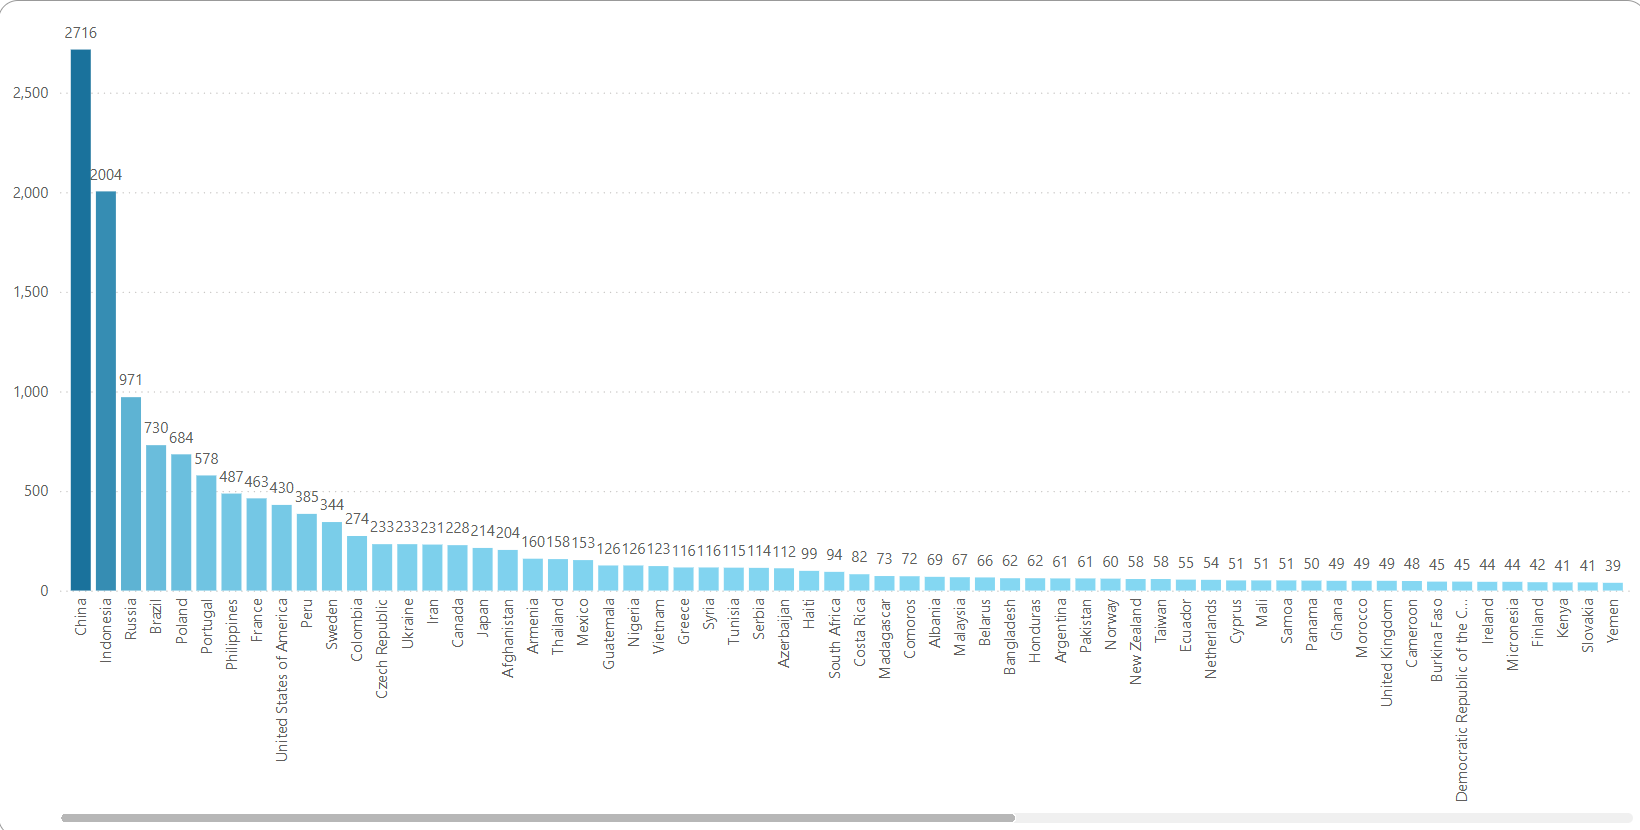 2716
2,500
2004
2,000
1,500
1,000
971
730
684
578
500
487
463
430
385
344
274
233
233
231
228
214
204
160
158
153
126
126
123
116
116
115
114
112
99
94
82
73
72
69
67
66
62
62
61
61
60
58
58
55
54
51
51
51
50
49
49
49
48
45
45
44
44
42
41
41
39
0
China
Indonesia
Russia
Brazil
Poland
Portugal
Philippines
France
United States of America
Peru
Sweden
Colombia
Czech Republic
Ukraine
Iran
Canada
Japan
Afghanistan
Armenia
Thailand
Mexico
Guatemala
Nigeria
Vietnam
Greece
Syria
Tunisia
Serbia
Azerbaijan
Haiti
South Africa
Costa Rica
Madagascar
Comoros
Albania
Malaysia
Belarus
Bangladesh
Honduras
Argentina
Pakistan
Norway
New Zealand
Taiwan
Ecuador
Netherlands
Cyprus
Mali
Samoa
Panama
Ghana
Morocco
United Kingdom
Cameroon
Burkina Faso
Democratic Republic of the C...
Ireland
Micronesia
Finland
Kenya
Slovakia
Yemen